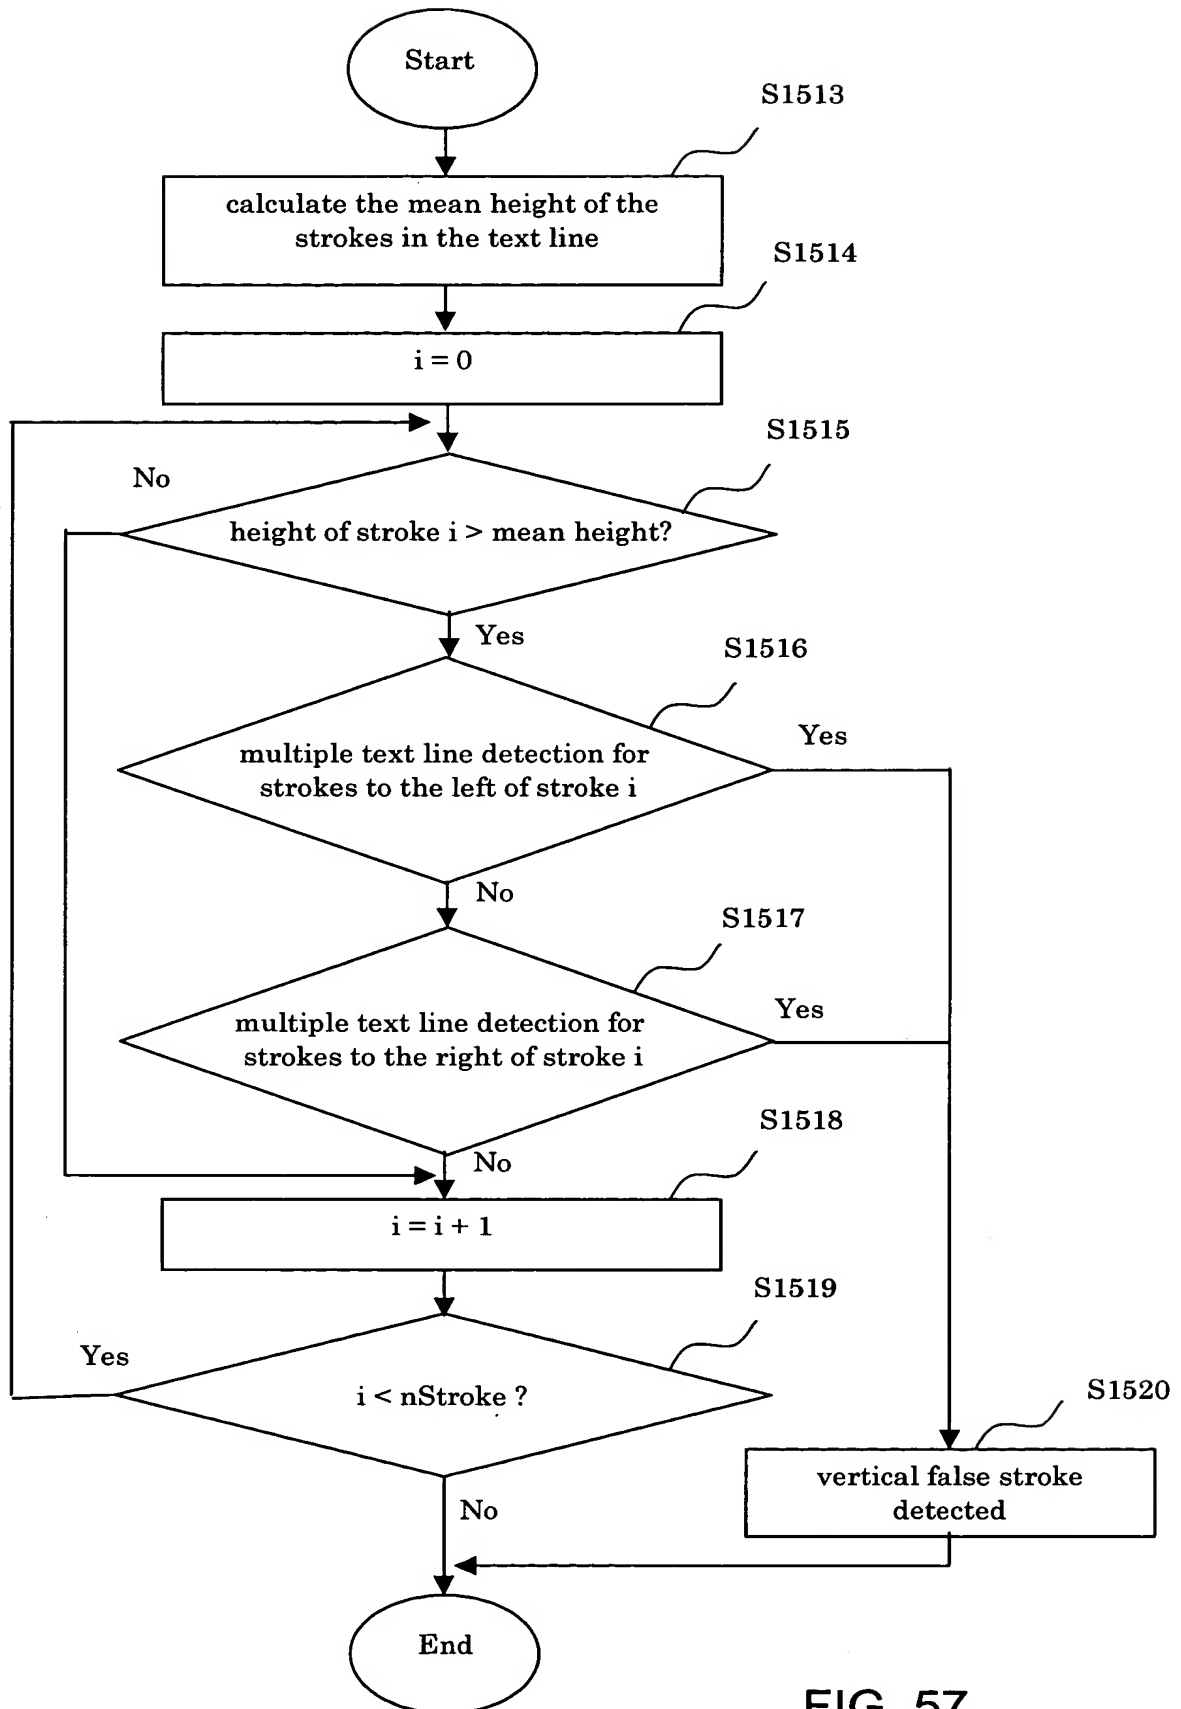 Start
S1513
calculate the mean height of the
strokes in the text line
S1514
i = 0
S1515
No
height of stroke i > mean height?
Yes
S1516
Yes
multiple text line detection for
strokes to the left of stroke i
No
S1517
Yes
multiple text line detection for
strokes to the right of stroke i
S1518
No
i = i + 1
S1519
Yes
i < nStroke ?
S1520
vertical false stroke
detected
No
End
FIG. 57